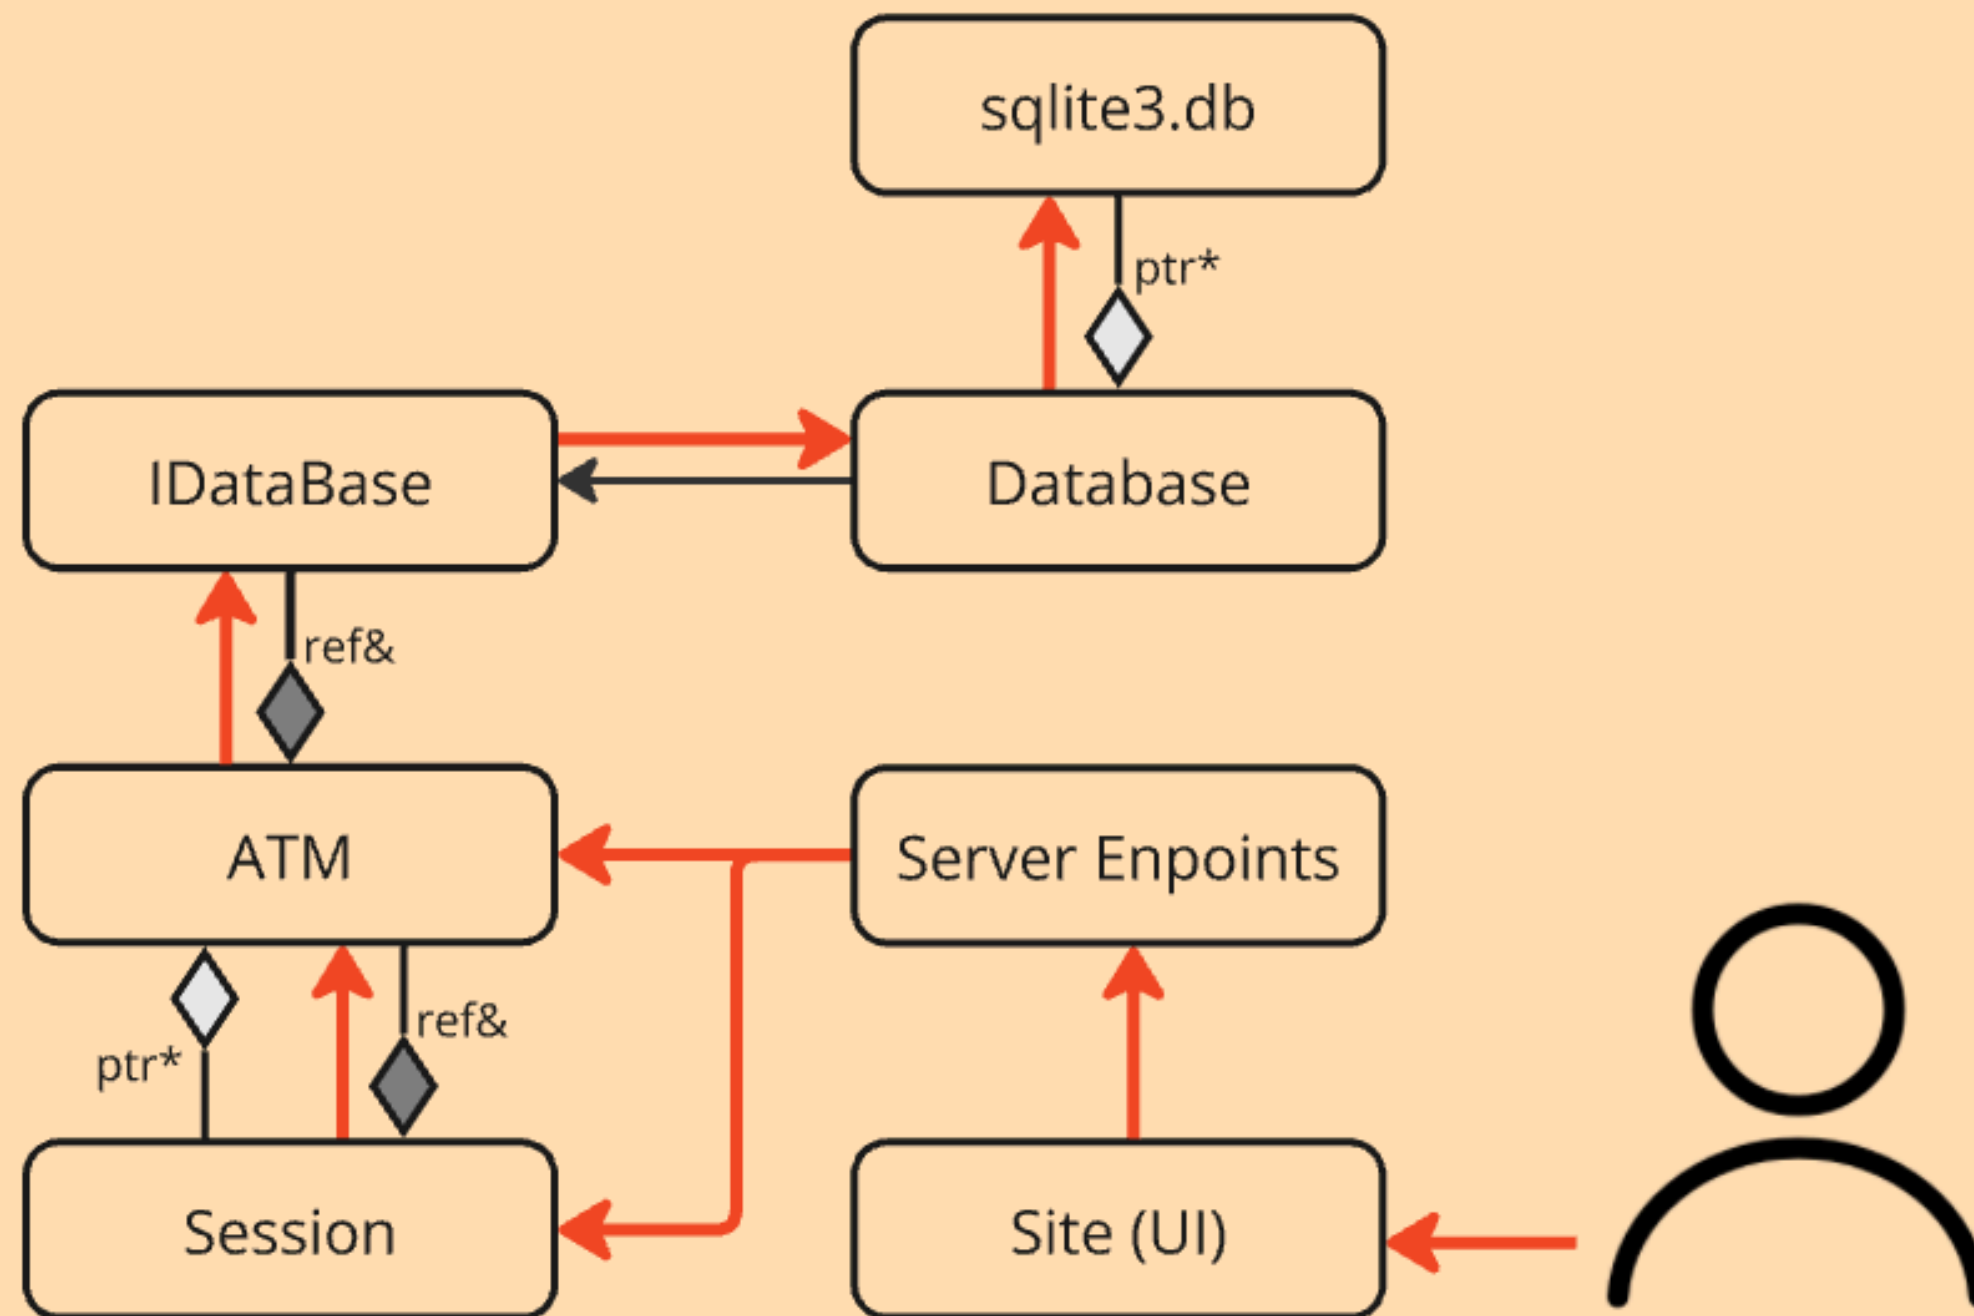 sqlite3.db
ptr*
IDataBase
Database
ref&
ATM
Server Enpoints
ref&
ptr*
Session
Site (UI)